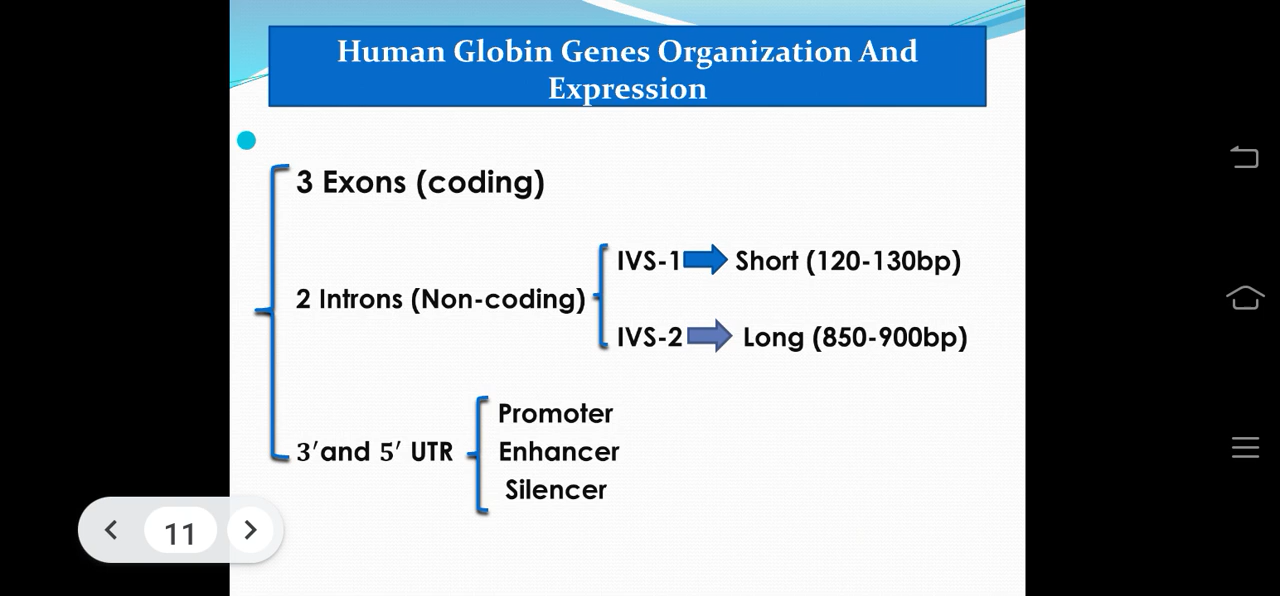 Human Globin Genes Organization And
Expression
3 Exons (coding)
IVS-1 Short (120-130bp)
2 Introns (Non-coding)
IVS-2 Long (850-900bp)
Promoter
3′and 5′ UTR Enhancer
Silencer
11